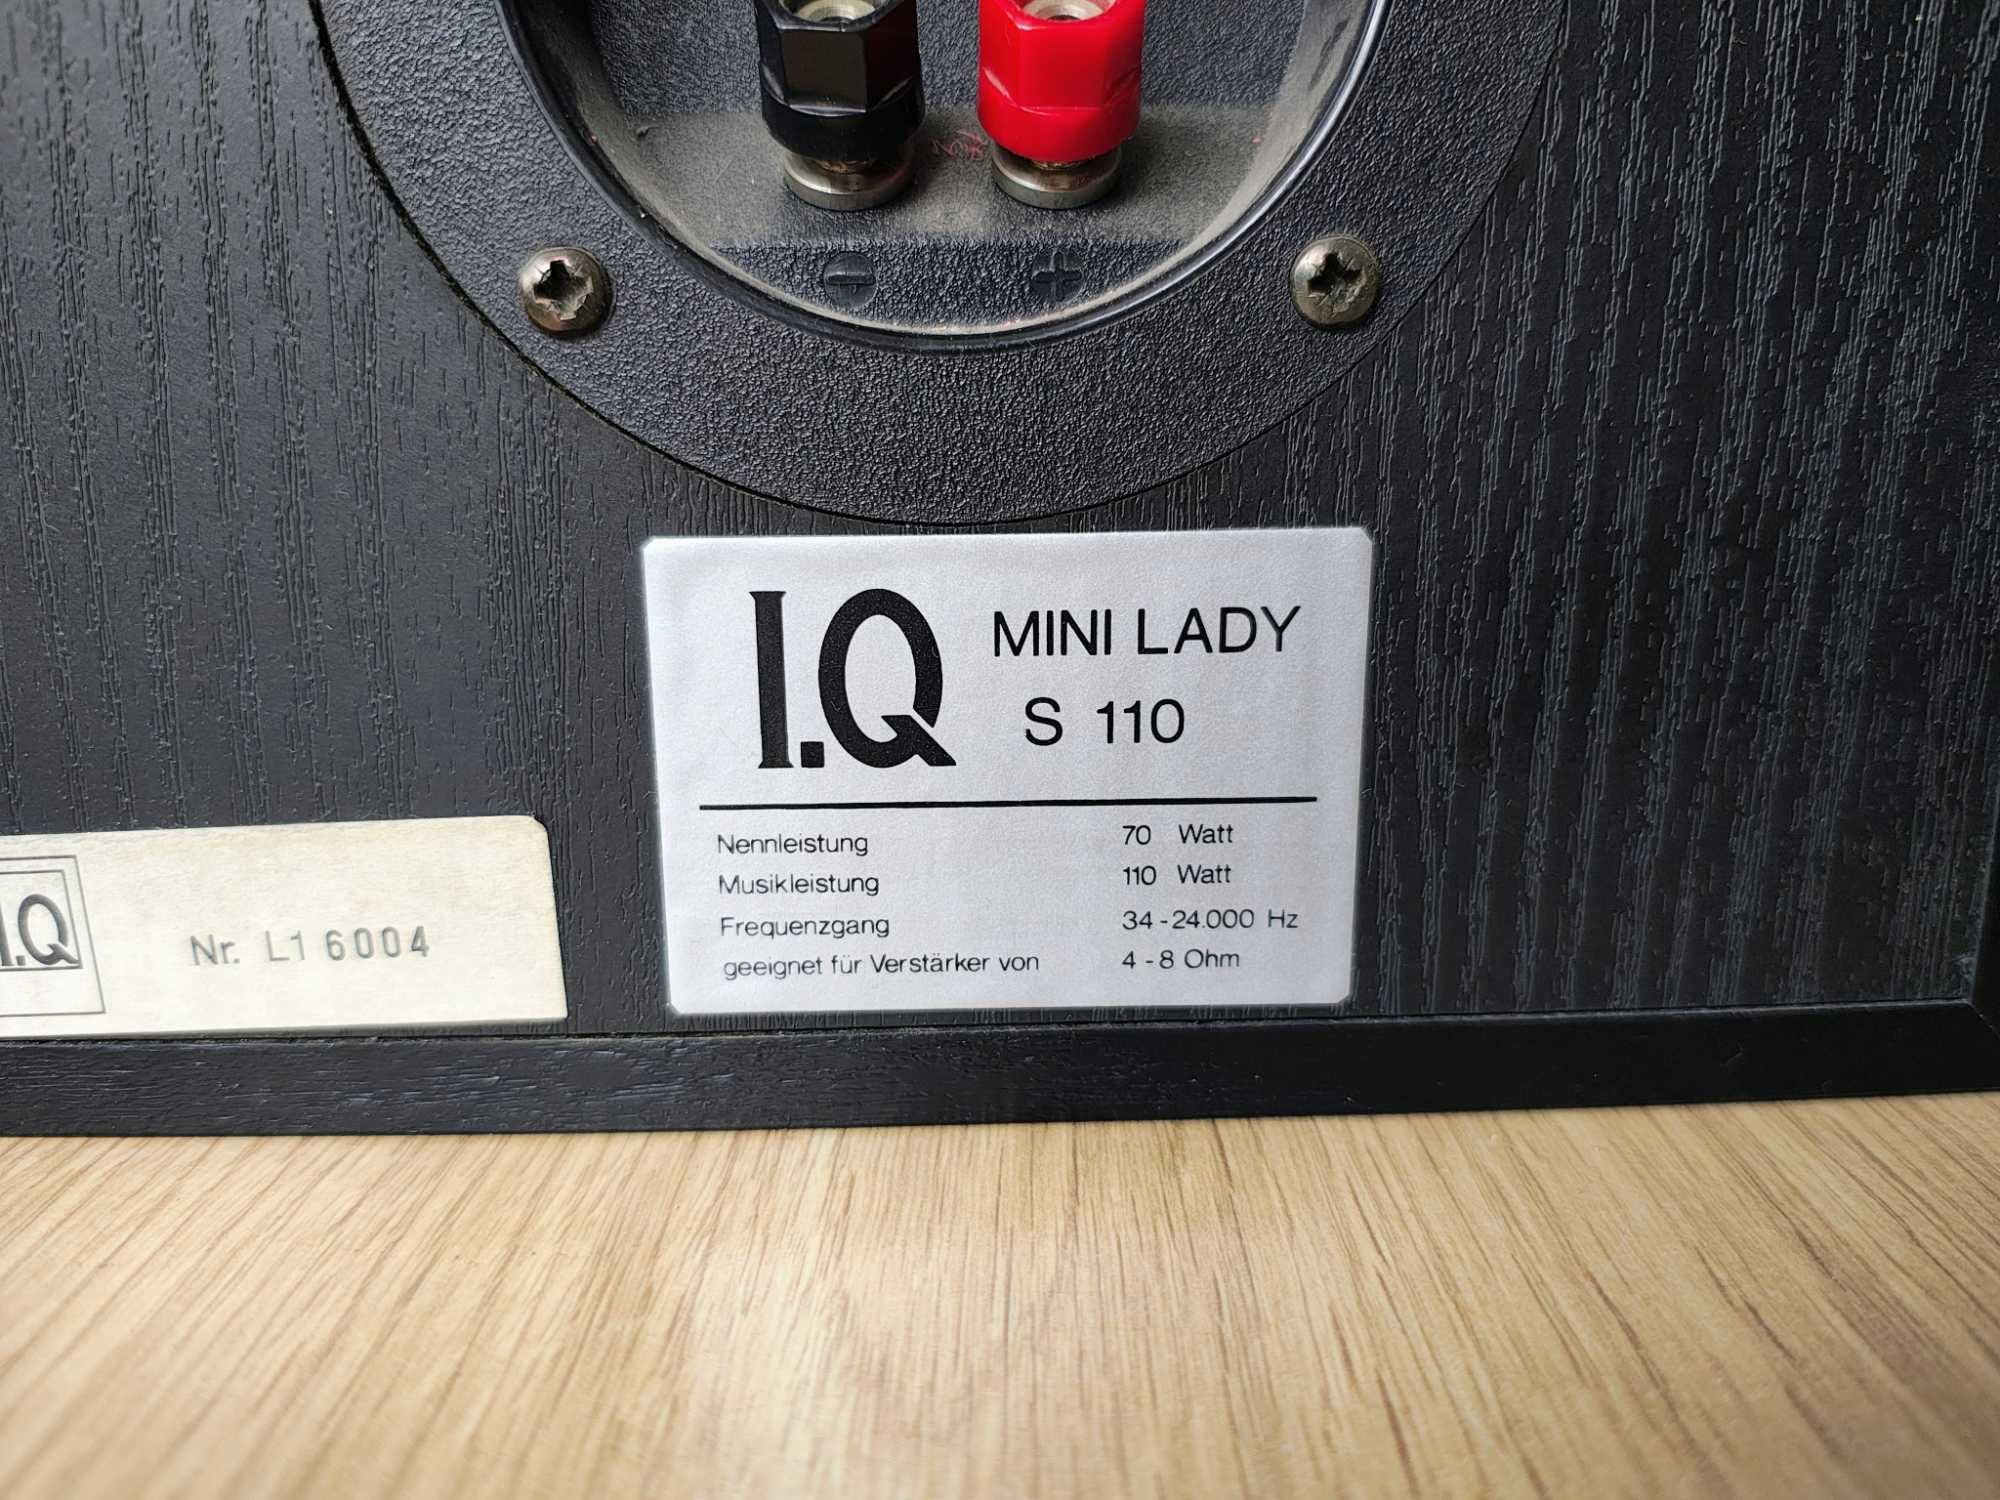 I.Q MINI LADY
S 110
Nennleistung 70 Watt
Musikleistung 110 Watt
Frequenzgang 34-24.000 Hz
geeignet für Verstärker von 4-8 Ohm
I.Q Nr. L1 6004